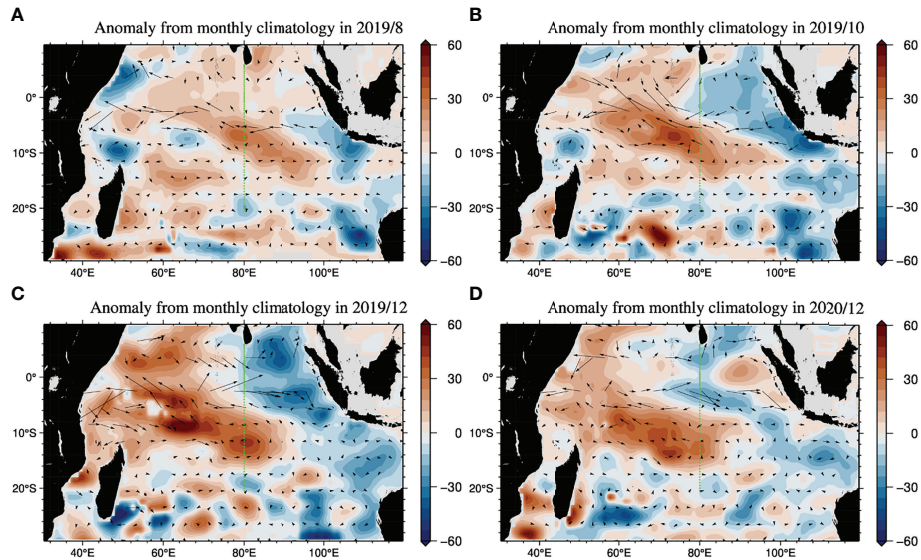 A
Anomaly from monthly climatology in 2019/8
0°
10°S
20°S
40°E 60°E 80°E 100°E
60
30
0
−30
−60
B
Anomaly from monthly climatology in 2019/10
0°
10°S
20°S
40°E 60°E 80°E 100°E
60
30
0
−30
−60
C
Anomaly from monthly climatology in 2019/12
0°
10°S
20°S
40°E 60°E 80°E 100°E
60
30
0
−30
−60
D
Anomaly from monthly climatology in 2020/12
0°
10°S
20°S
40°E 60°E 80°E 100°E
60
30
0
−30
−60